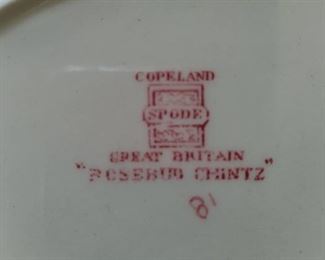 COPELAND
SPODE
GREAT BRITAIN
"ROSEBUD CHINTZ"